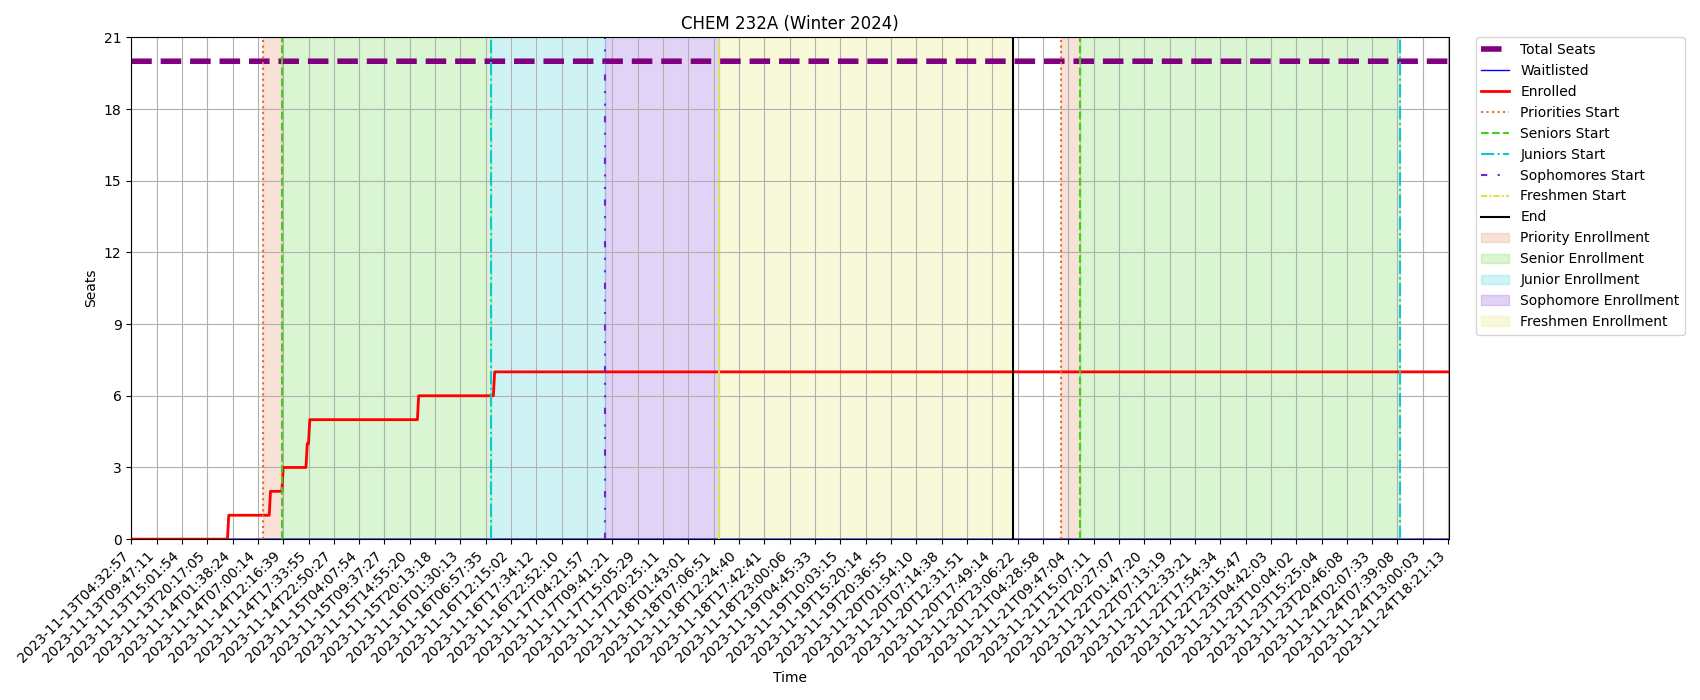 CHEM 232A (Winter 2024)
21
18
15
12
9
6
3
0
Seats
2023-11-13T04:32:57
2023-11-13T09:47:11
2023-11-13T15:01:54
2023-11-13T20:17:05
2023-11-14T01:38:24
2023-11-14T07:00:14
2023-11-14T12:16:39
2023-11-14T17:33:55
2023-11-14T22:50:27
2023-11-15T04:07:54
2023-11-15T09:37:27
2023-11-15T14:55:20
2023-11-15T20:13:18
2023-11-16T01:30:13
2023-11-16T06:57:35
2023-11-16T12:15:02
2023-11-16T17:34:12
2023-11-16T22:52:10
2023-11-17T04:21:57
2023-11-17T09:41:21
2023-11-17T15:05:29
2023-11-17T20:25:11
2023-11-18T01:43:01
2023-11-18T07:06:51
2023-11-18T12:24:40
2023-11-18T17:42:41
2023-11-18T23:00:06
2023-11-19T04:45:33
2023-11-19T10:03:15
2023-11-19T15:20:14
2023-11-19T20:36:55
2023-11-20T01:54:10
2023-11-20T07:14:38
2023-11-20T12:31:51
2023-11-20T17:49:14
2023-11-20T23:06:22
2023-11-21T04:28:58
2023-11-21T09:47:04
2023-11-21T15:07:11
2023-11-21T20:27:07
2023-11-22T01:47:20
2023-11-22T07:13:19
2023-11-22T12:33:21
2023-11-22T17:54:34
2023-11-22T23:15:47
2023-11-23T04:42:03
2023-11-23T10:04:02
2023-11-23T15:25:04
2023-11-23T20:46:08
2023-11-24T02:07:33
2023-11-24T07:39:08
2023-11-24T13:00:03
2023-11-24T18:21:13
Time
Total Seats
Waitlisted
Enrolled
Priorities Start
Seniors Start
Juniors Start
Sophomores Start
Freshmen Start
End
Priority Enrollment
Senior Enrollment
Junior Enrollment
Sophomore Enrollment
Freshmen Enrollment